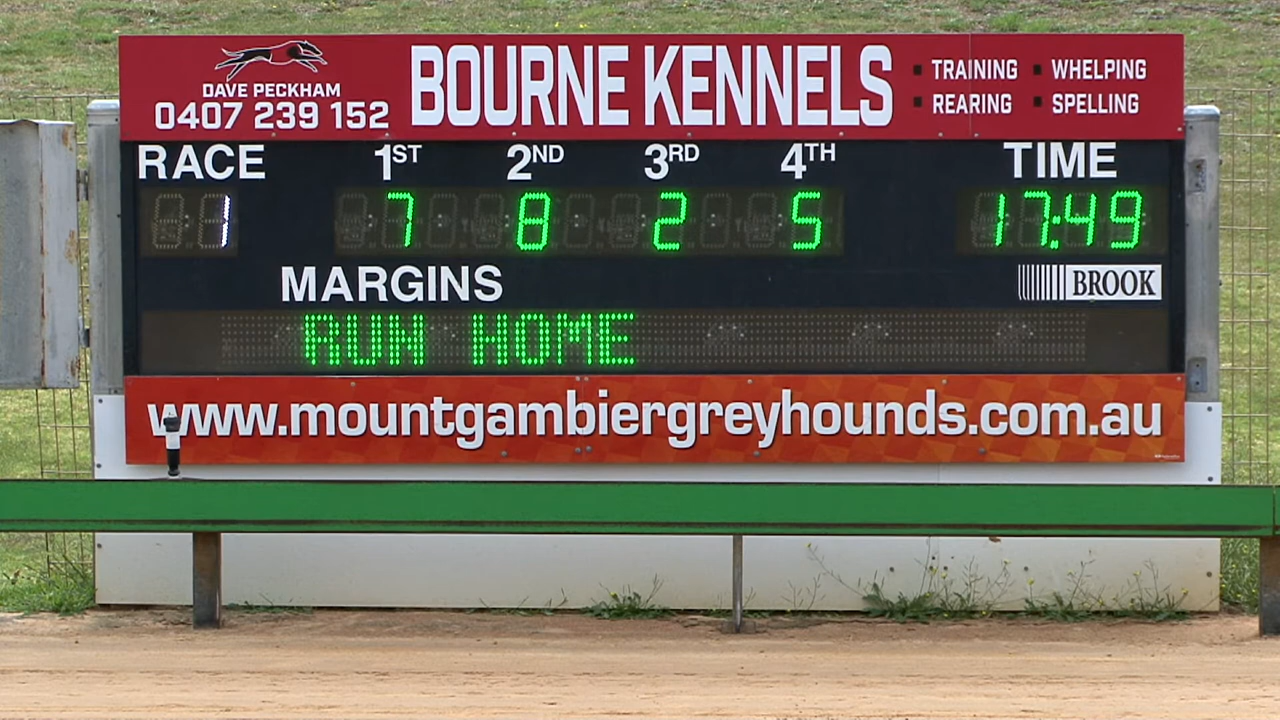 DAVE PECKHAM
0407 239 152
BOURNE KENNELS
TRAINING WHELPING
REARING SPELLING
RACE 1ST 2ND 3RD 4TH TIME
1 7 8 2 5 17:49
MARGINS
BROOK
RUN HOME
www.mountgambiergreyhounds.com.au